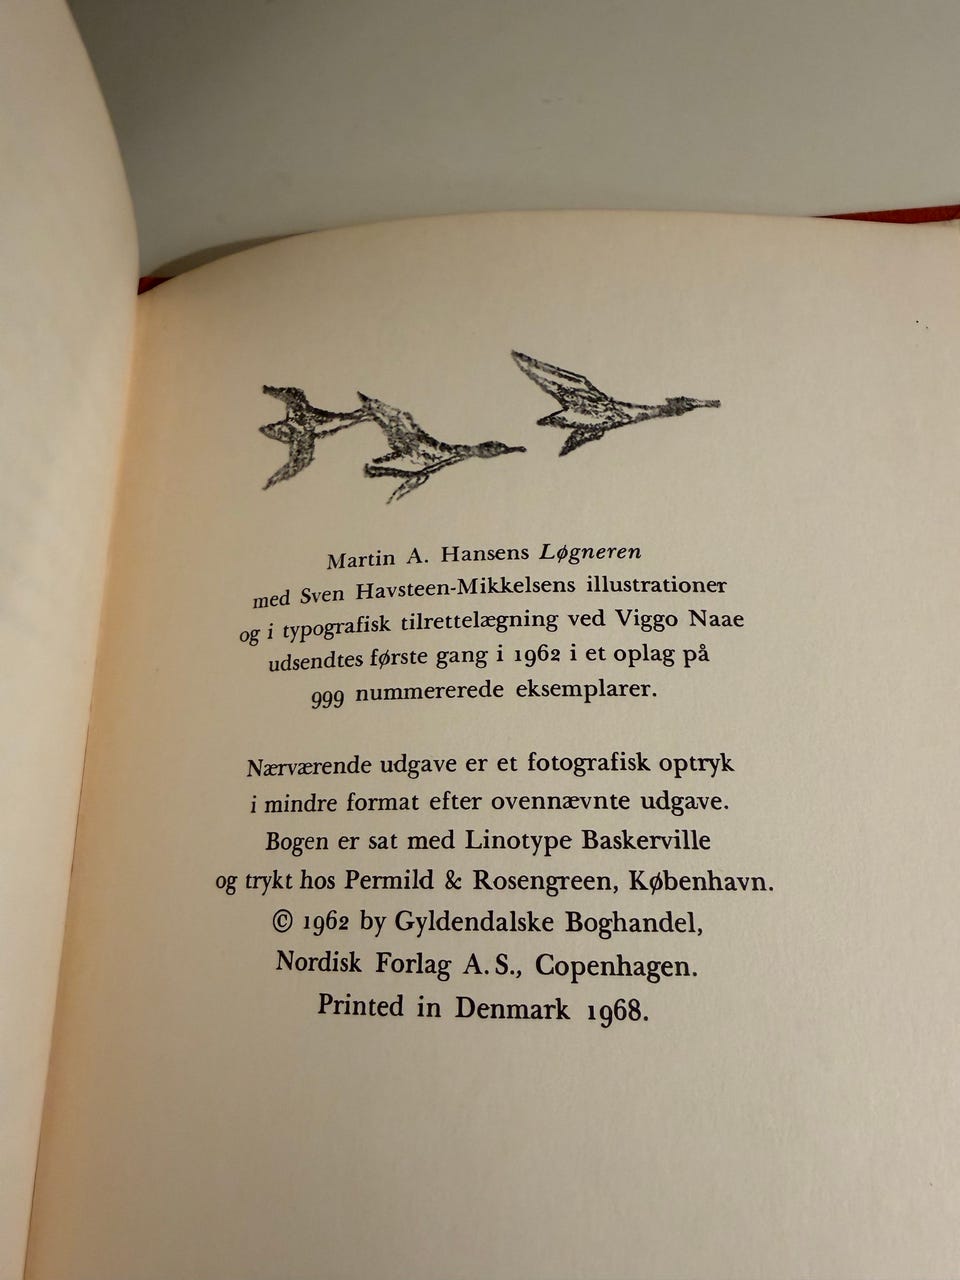 Martin A. Hansens Løgneren
med Sven Havsteen-Mikkelsens illustrationer
og i typografisk tilrettelægning ved Viggo Naae
udsendtes første gang i 1962 i et oplag på
999 nummererede eksemplarer.
Nærværende udgave er et fotografisk optryk
i mindre format efter ovennævnte udgave.
Bogen er sat med Linotype Baskerville
og trykt hos Permild & Rosengreen, København.
© 1962 by Gyldendalske Boghandel,
Nordisk Forlag A. S., Copenhagen.
Printed in Denmark 1968.